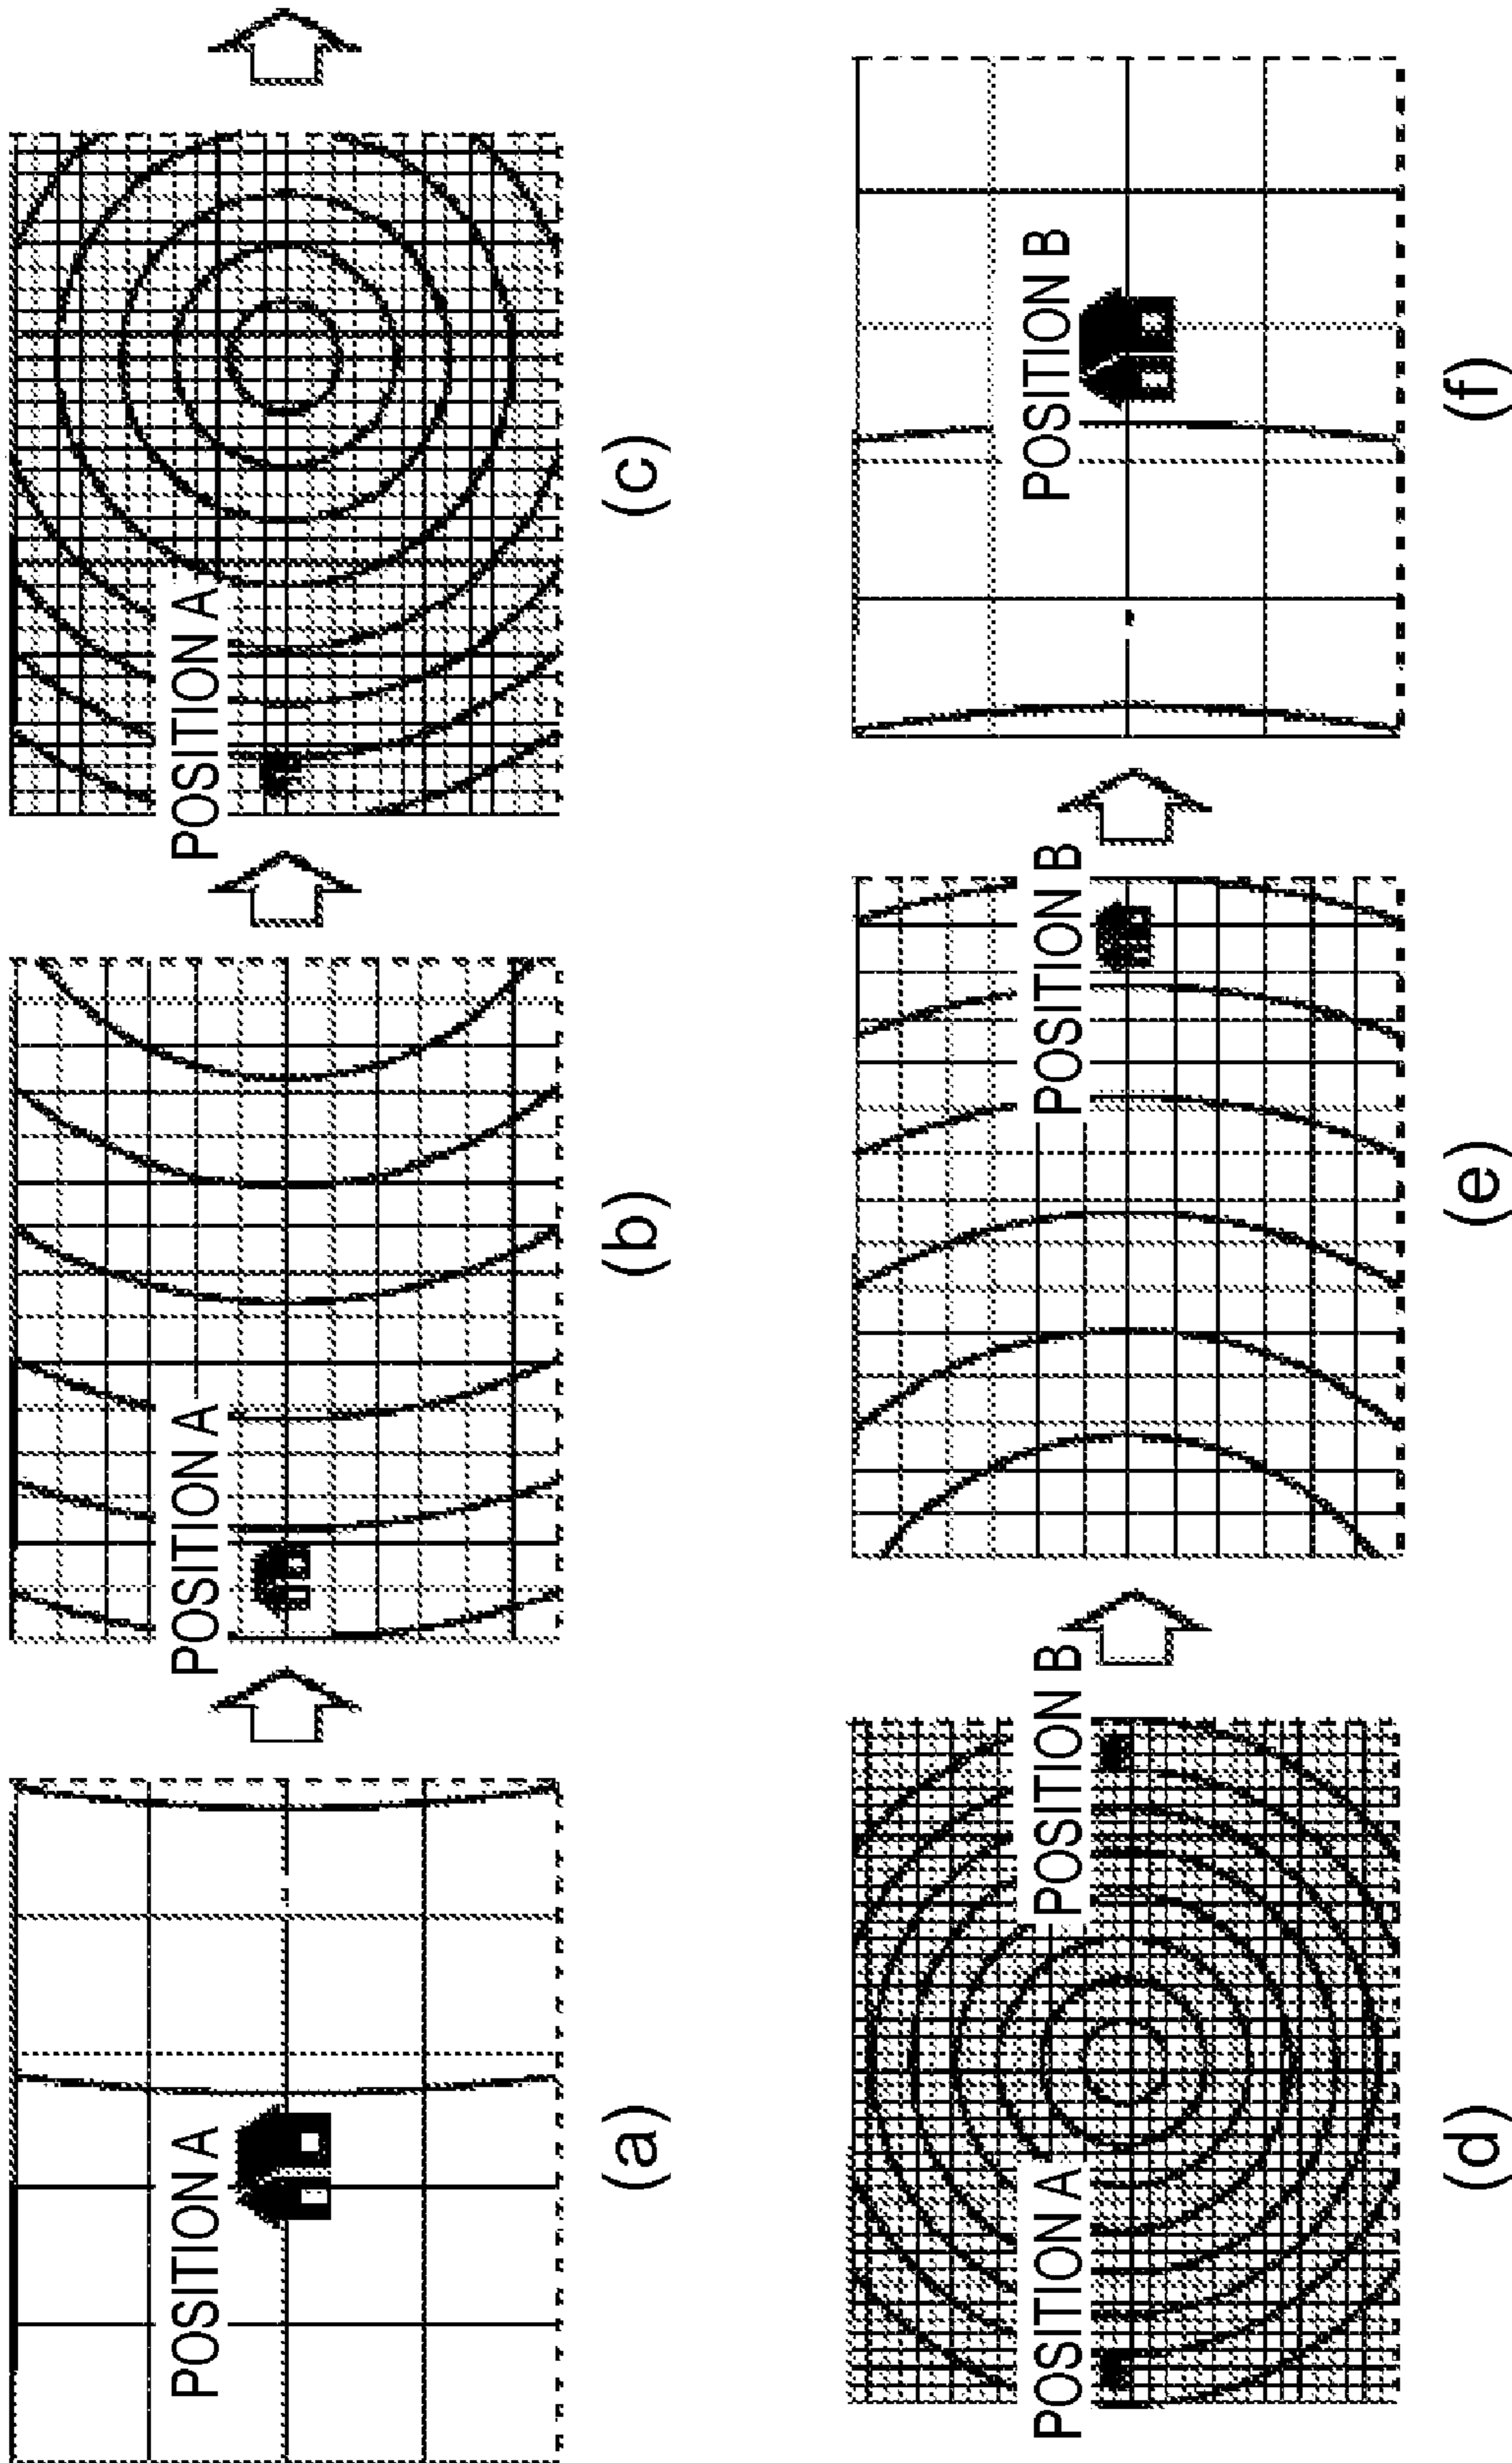 POSITION A
(a)
POSITION A
(b)
POSITION A
(c)
POSITION A
POSITION B
(d)
POSITION B
(e)
POSITION B
(f)